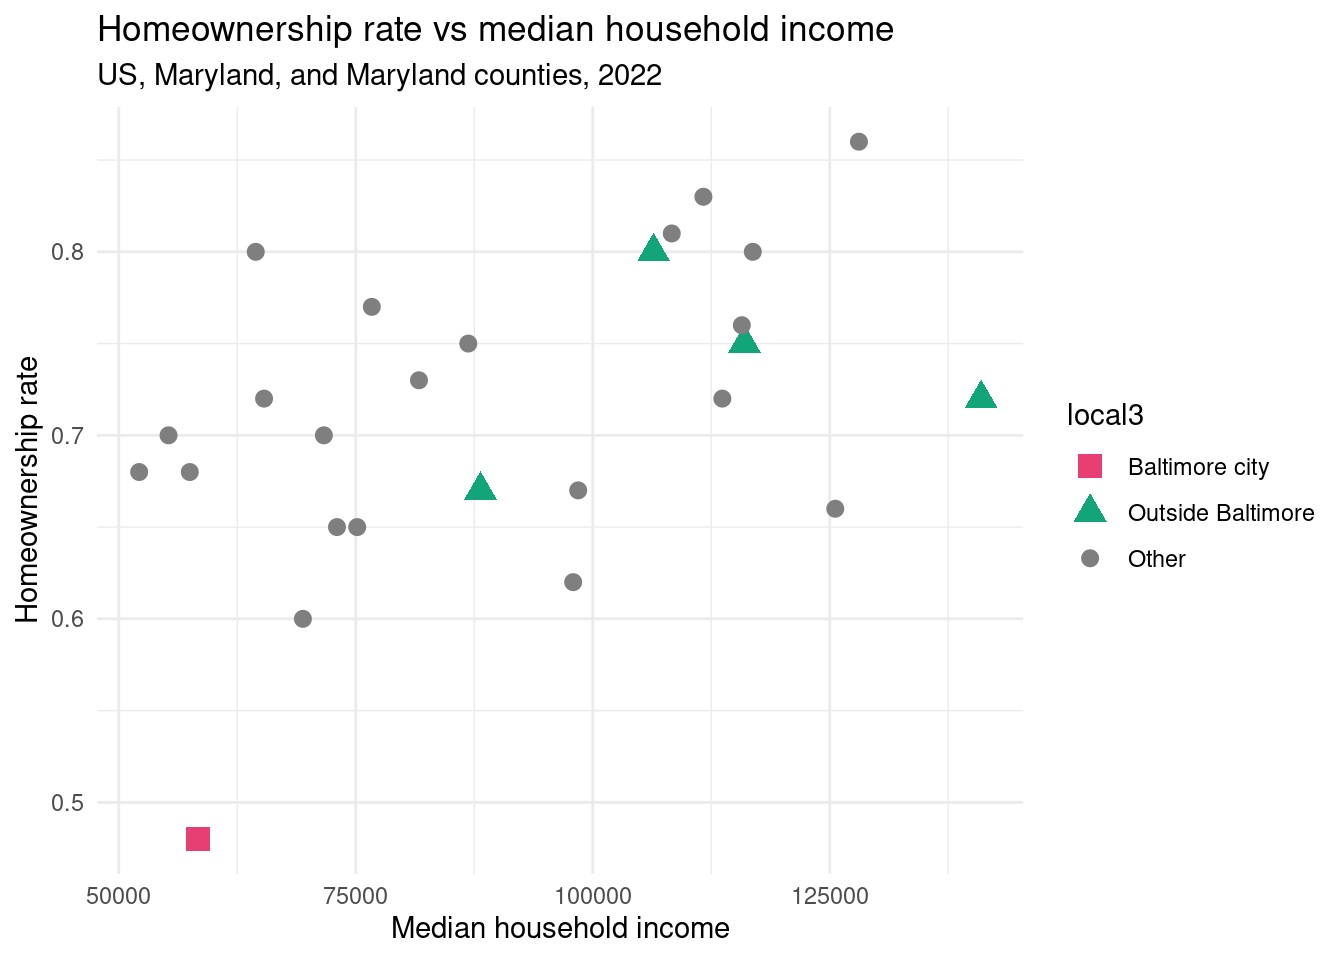 Homeownership rate vs median household income
US, Maryland, and Maryland counties, 2022
Homeownership rate
0.8
0.7
0.6
0.5
50000 75000 100000 125000
Median household income
local3
Baltimore city
Outside Baltimore
Other